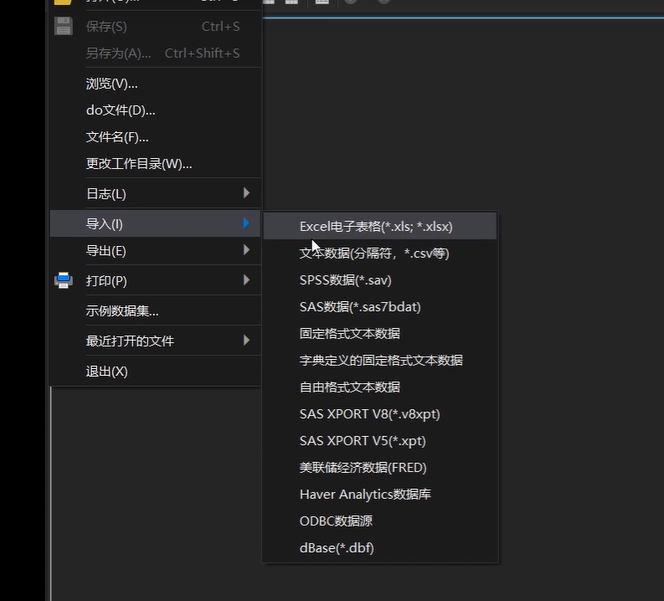 保存(S) Ctrl+S
另存为(A)... Ctrl+Shift+S
浏览(V)...
do文件(D)...
文件名(F)...
更改工作目录(W)...
日志(L)
导入(I)
导出(E)
打印(P)
示例数据集...
最近打开的文件
退出(X)
Excel电子表格(*.xls; *.xlsx)
文本数据(分隔符，*.csv等)
SPSS数据(*.sav)
SAS数据(*.sas7bdat)
固定格式文本数据
字典定义的固定格式文本数据
自由格式文本数据
SAS XPORT V8(*.v8xpt)
SAS XPORT V5(*.xpt)
美联储经济数据(FRED)
Haver Analytics数据库
ODBC数据源
dBase(*.dbf)